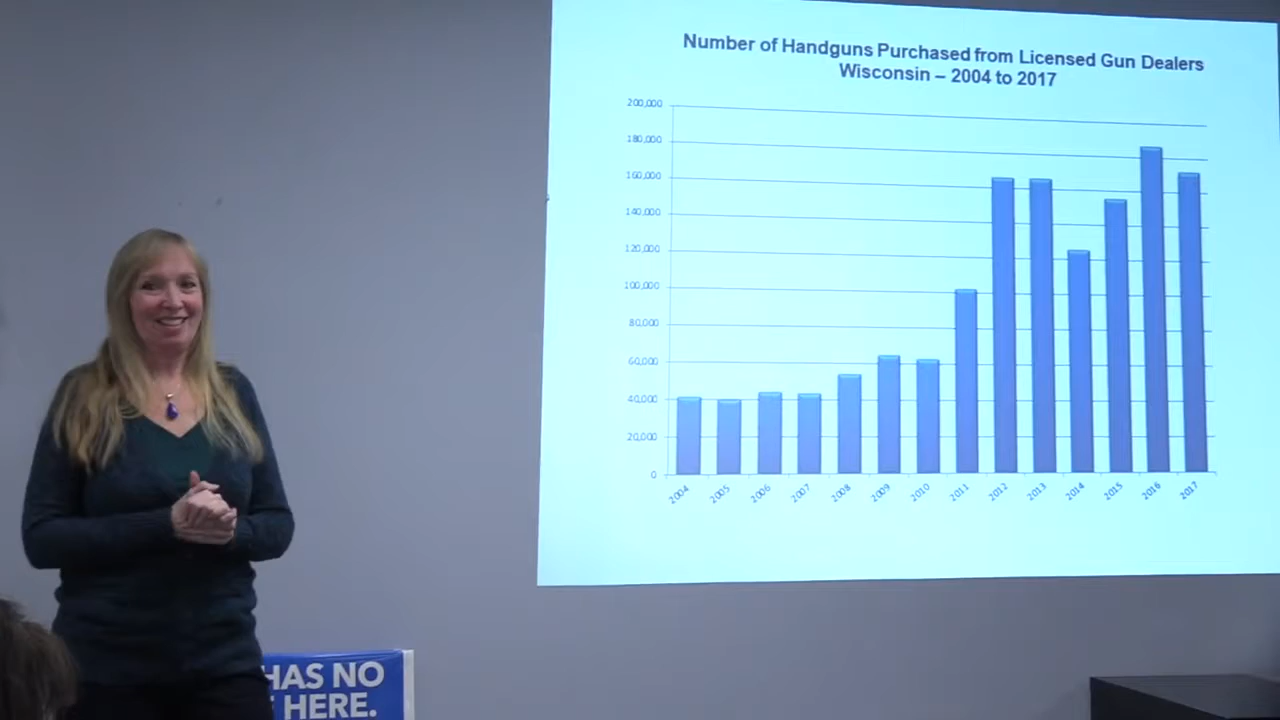 Number of Handguns Purchased from Licensed Gun Dealers
Wisconsin – 2004 to 2017
200,000
180,000
160,000
140,000
120,000
100,000
80,000
60,000
40,000
20,000
0
2004 2005 2006 2007 2008 2009 2010 2011 2012 2013 2014 2015 2016 2017
HAS NO
HERE.